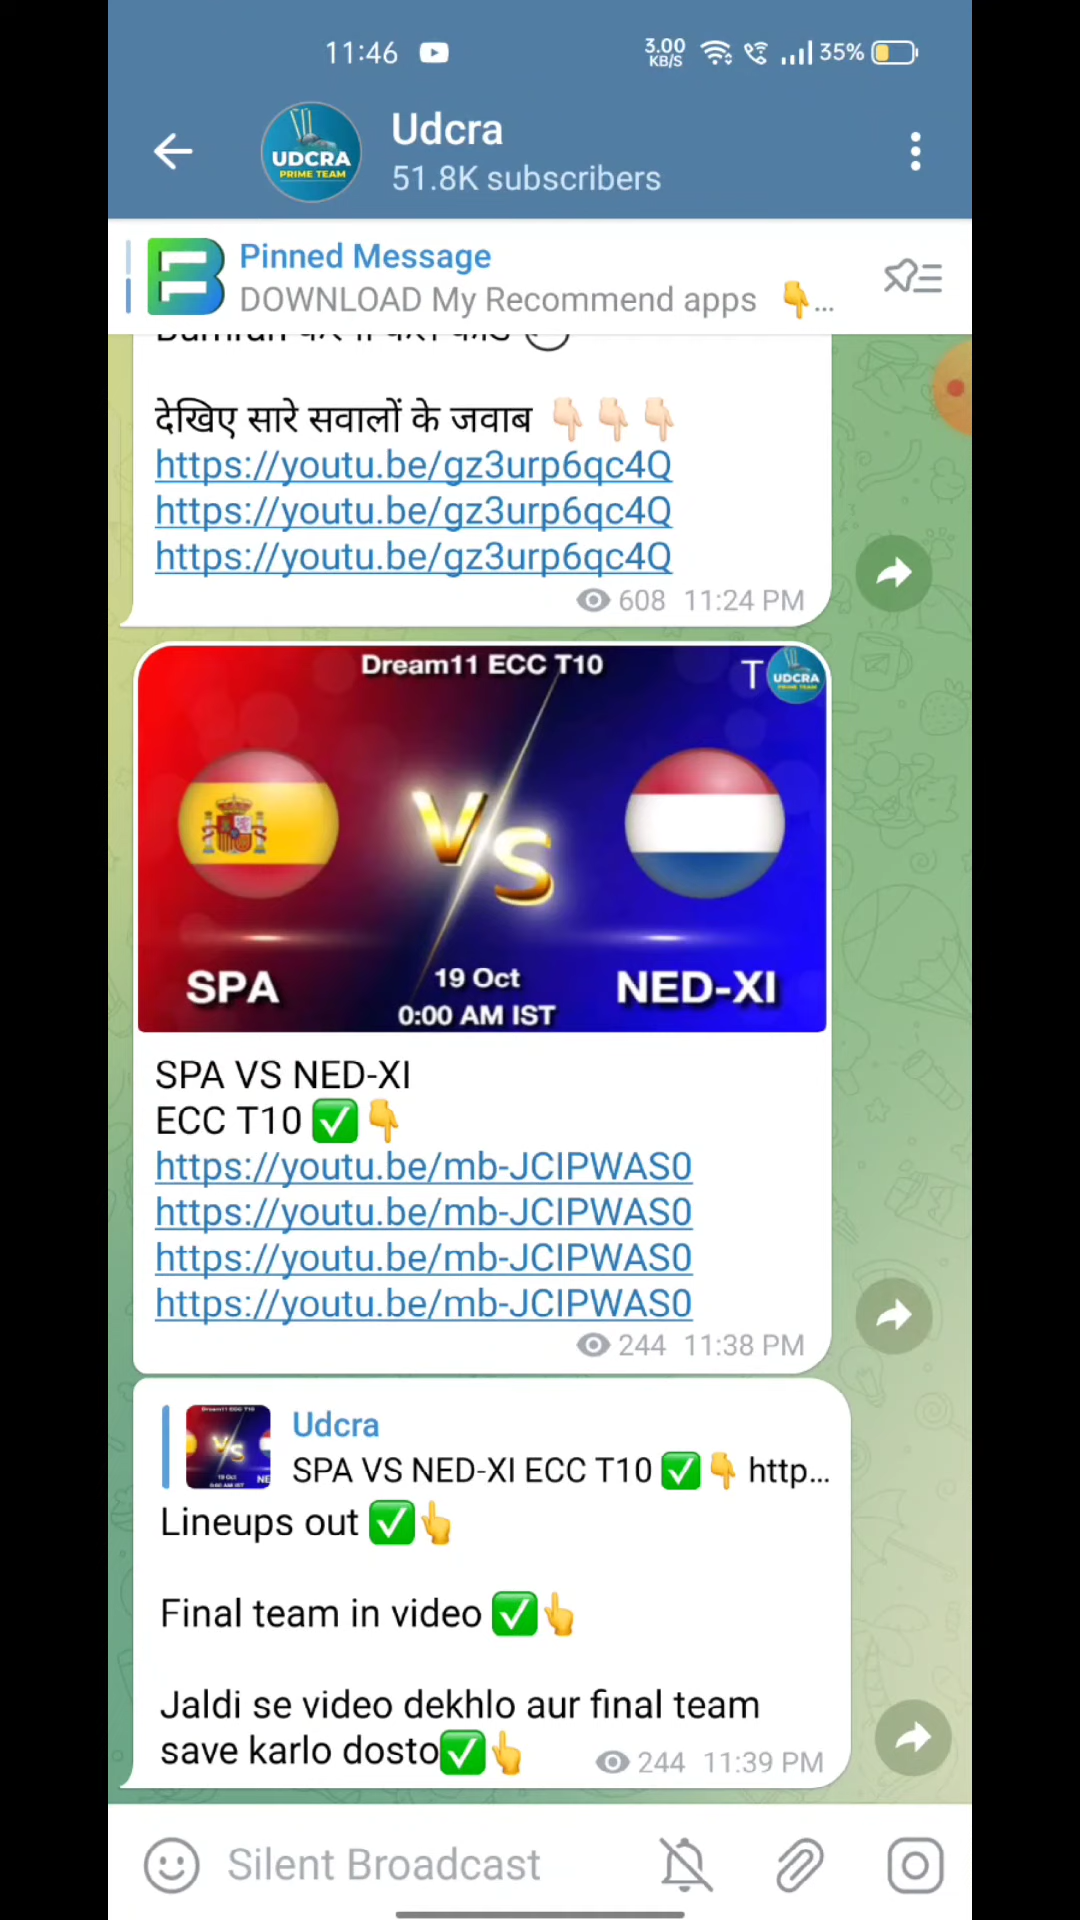 11:46
3.00
KB/S
35%
UDCRA
PRIME TEAM
Udcra
51.8K subscribers
Pinned Message
DOWNLOAD My Recommend apps 👇...
देखिए सारे सवालों के जवाब 👇🏻👇🏻👇🏻
https://youtu.be/gz3urp6qc4Q
https://youtu.be/gz3urp6qc4Q
https://youtu.be/gz3urp6qc4Q
608 11:24 PM
Dream11 ECC T10
T
UDCRA
PRIME TEAM
VS
SPA
19 Oct
0:00 AM IST
NED-XI
SPA VS NED-XI
ECC T10 ✅👇
https://youtu.be/mb-JCIPWAS0
https://youtu.be/mb-JCIPWAS0
https://youtu.be/mb-JCIPWAS0
https://youtu.be/mb-JCIPWAS0
244 11:38 PM
Udcra
SPA VS NED-XI ECC T10 ✅👇 http...
Lineups out ✅👆
Final team in video ✅👆
Jaldi se video dekhlo aur final team
save karlo dosto✅👆
244 11:39 PM
Silent Broadcast